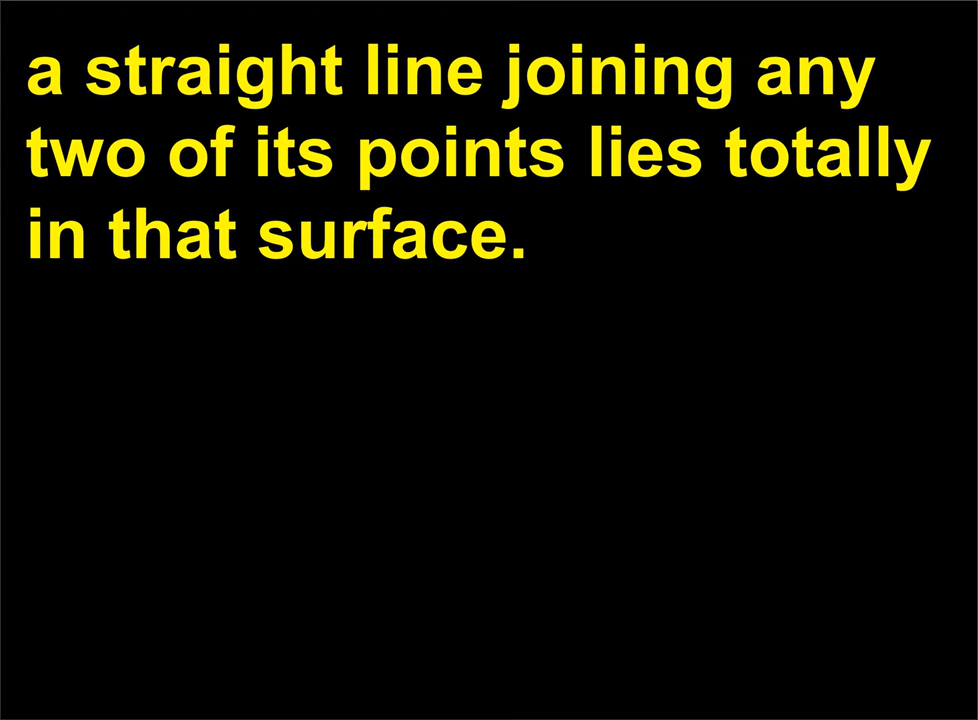 a straight line joining any
two of its points lies totally
in that surface.